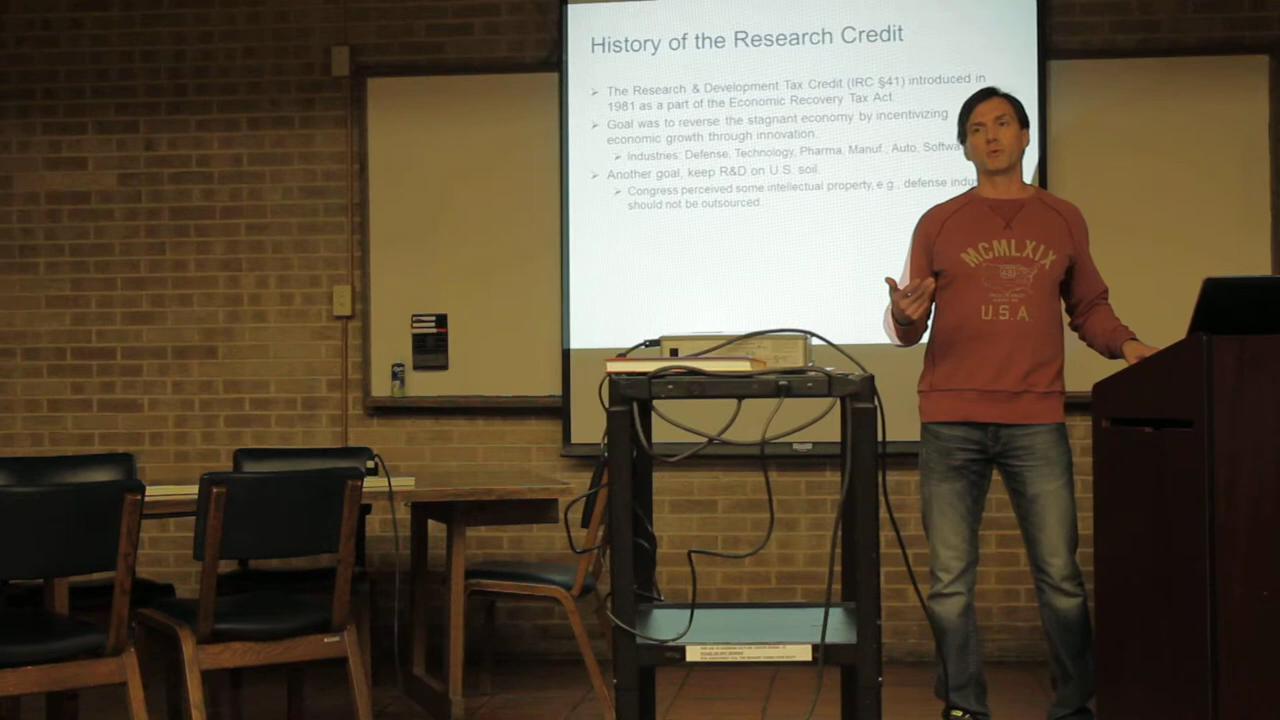 History of the Research Credit
➢ The Research & Development Tax Credit (IRC §41) introduced in
1981 as a part of the Economic Recovery Tax Act.
➢ Goal was to reverse the stagnant economy by incentivizing
economic growth through innovation.
➢ Industries: Defense, Technology, Pharma, Manuf., Auto, Softwa
➢ Another goal, keep R&D on U.S. soil.
➢ Congress perceived some intellectual property, e.g., defense indus
should not be outsourced.
MCMLXIX
U.S.A.